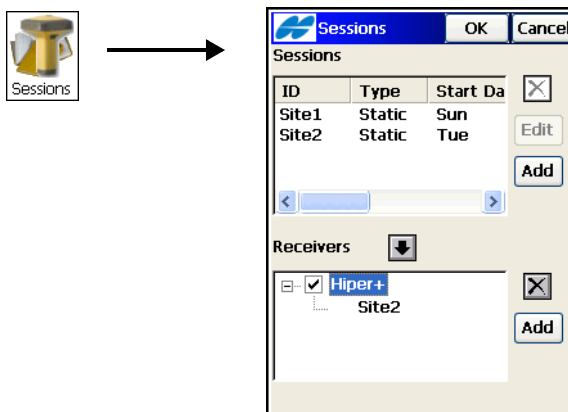 Sessions
Sessions OK Cancel
Sessions
ID Type Start Da
Site1 Static Sun
Site2 Static Tue
Edit
Add
Receivers
Hiper+
Site2
Add